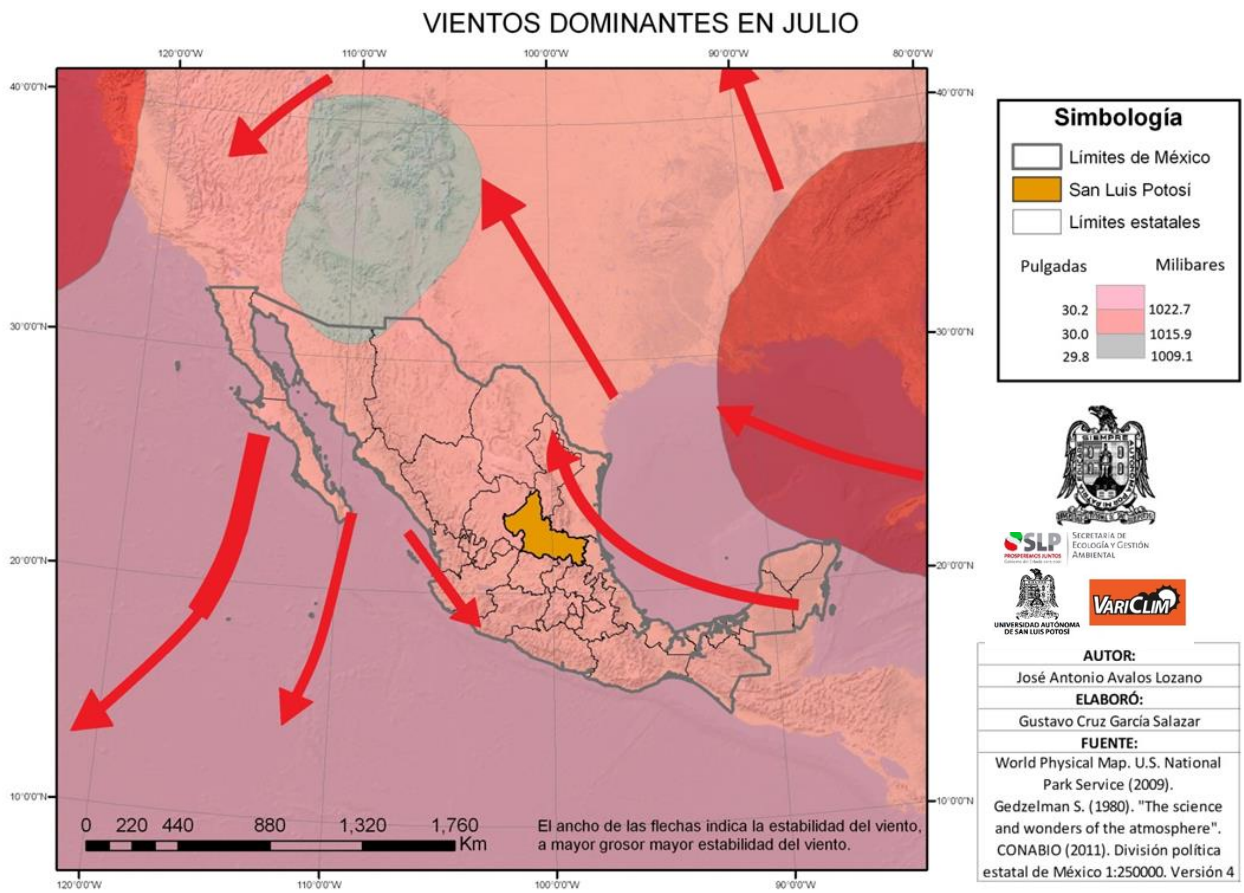 VIENTOS DOMINANTES EN JULIO
120°0'0"W 110°0'0"W 100°0'0"W 90°0'0"W 80°0'0"W
40°0'0"N 40°0'0"N
30°0'0"N 30°0'0"N
20°0'0"N 20°0'0"N
10°0'0"N 10°0'0"N
0 220 440 880 1,320 1,760
Km
El ancho de las flechas indica la estabilidad del viento,
a mayor grosor mayor estabilidad del viento.
120°0'0"W 110°0'0"W 100°0'0"W 90°0'0"W
Simbología
Límites de México
San Luis Potosí
Límites estatales
Pulgadas Milibares
30.2 1022.7
30.0 1015.9
29.8 1009.1
SIEMPRE
SLP
PROSPEREMOS JUNTOS
SECRETARÍA DE
ECOLOGÍA Y GESTIÓN
AMBIENTAL
UNIVERSIDAD AUTÓNOMA
DE SAN LUIS POTOSÍ
VARICLIM
AUTOR:
José Antonio Avalos Lozano
ELABORÓ:
Gustavo Cruz García Salazar
FUENTE:
World Physical Map. U.S. National
Park Service (2009).
Gedzelman S. (1980). "The science
and wonders of the atmosphere".
CONABIO (2011). División política
estatal de México 1:250000. Versión 4